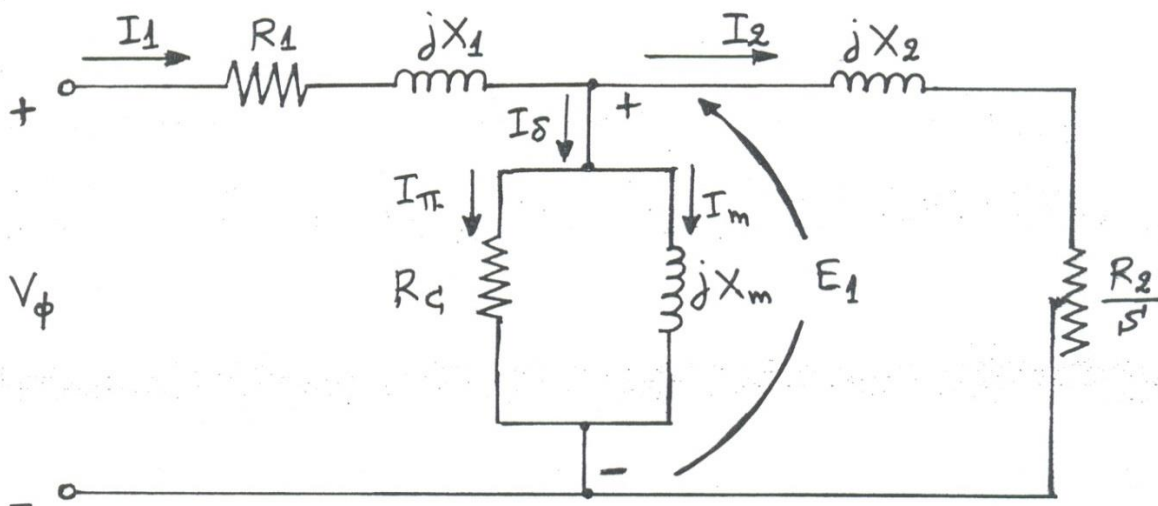 I1
R1
jX1
I2
jX2
+
Iδ
+
Iπ
Im
Vφ
Rc
jXm
E1
R2
S
-
-